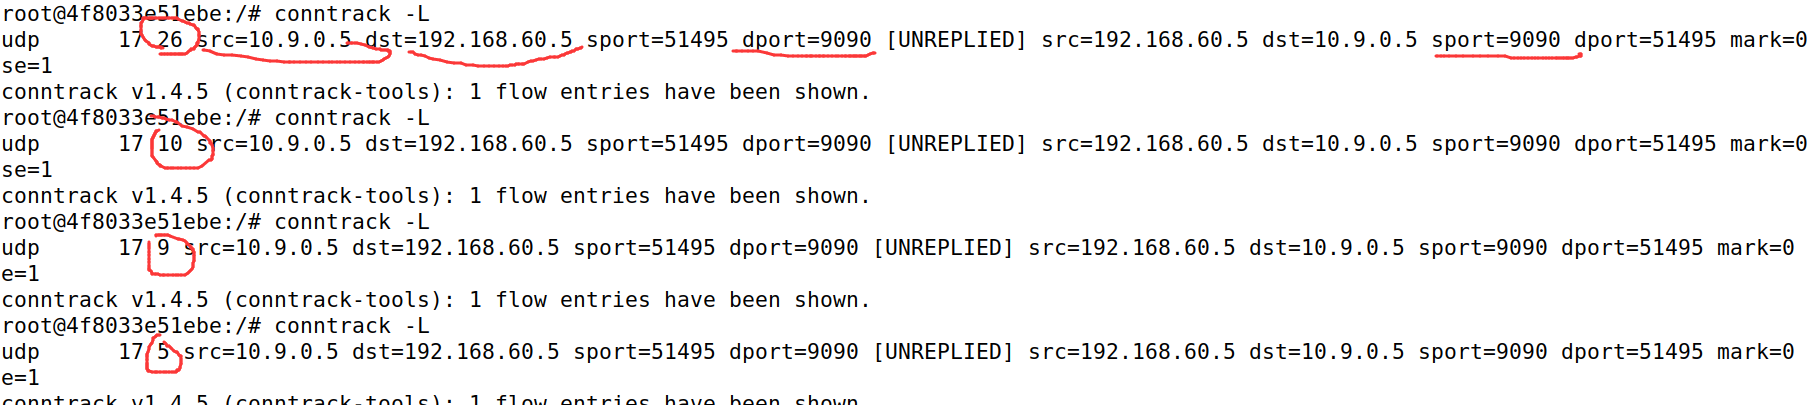 root@4f8033e51ebe:/# conntrack -L
udp      17 26 src=10.9.0.5 dst=192.168.60.5 sport=51495 dport=9090 [UNREPLIED] src=192.168.60.5 dst=10.9.0.5 sport=9090 dport=51495 mark=0
se=1
conntrack v1.4.5 (conntrack-tools): 1 flow entries have been shown.
root@4f8033e51ebe:/# conntrack -L
udp      17 10 src=10.9.0.5 dst=192.168.60.5 sport=51495 dport=9090 [UNREPLIED] src=192.168.60.5 dst=10.9.0.5 sport=9090 dport=51495 mark=0
se=1
conntrack v1.4.5 (conntrack-tools): 1 flow entries have been shown.
root@4f8033e51ebe:/# conntrack -L
udp      17 9 src=10.9.0.5 dst=192.168.60.5 sport=51495 dport=9090 [UNREPLIED] src=192.168.60.5 dst=10.9.0.5 sport=9090 dport=51495 mark=0
e=1
conntrack v1.4.5 (conntrack-tools): 1 flow entries have been shown.
root@4f8033e51ebe:/# conntrack -L
udp      17 5 src=10.9.0.5 dst=192.168.60.5 sport=51495 dport=9090 [UNREPLIED] src=192.168.60.5 dst=10.9.0.5 sport=9090 dport=51495 mark=0
e=1
conntrack v1.4.5 (conntrack-tools): 1 flow entries have been shown.